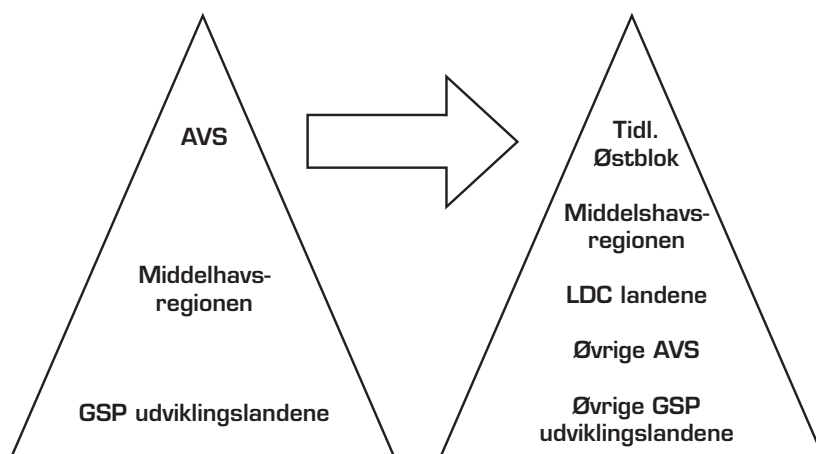 AVS
Middelhavs-
regionen
GSP udviklingslandene
Tidl.
Østblok
Middelshavs-
regionen
LDC landene
Øvrige AVS
Øvrige GSP
udviklingslandene